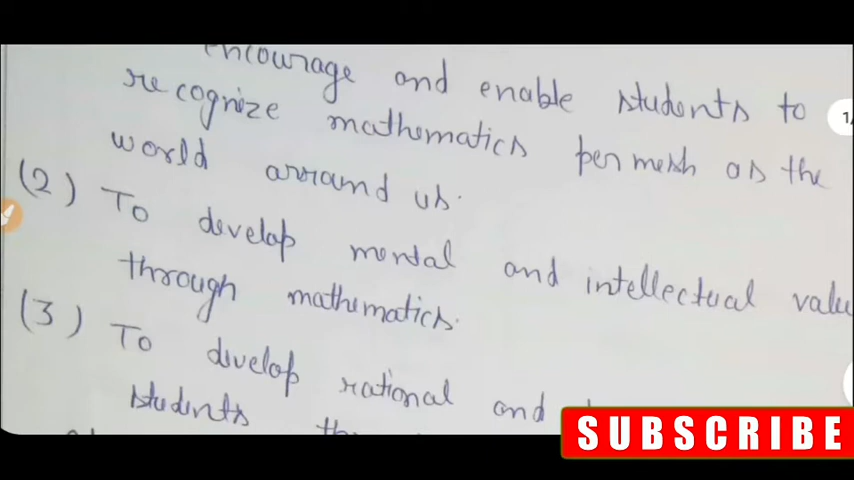 encourage and enable students to
recognize mathematics permesh as the
world arround us.
(2) To develop mental and intellectual value
through mathematics.
(3) To develop rational and
students
SUBSCRIBE